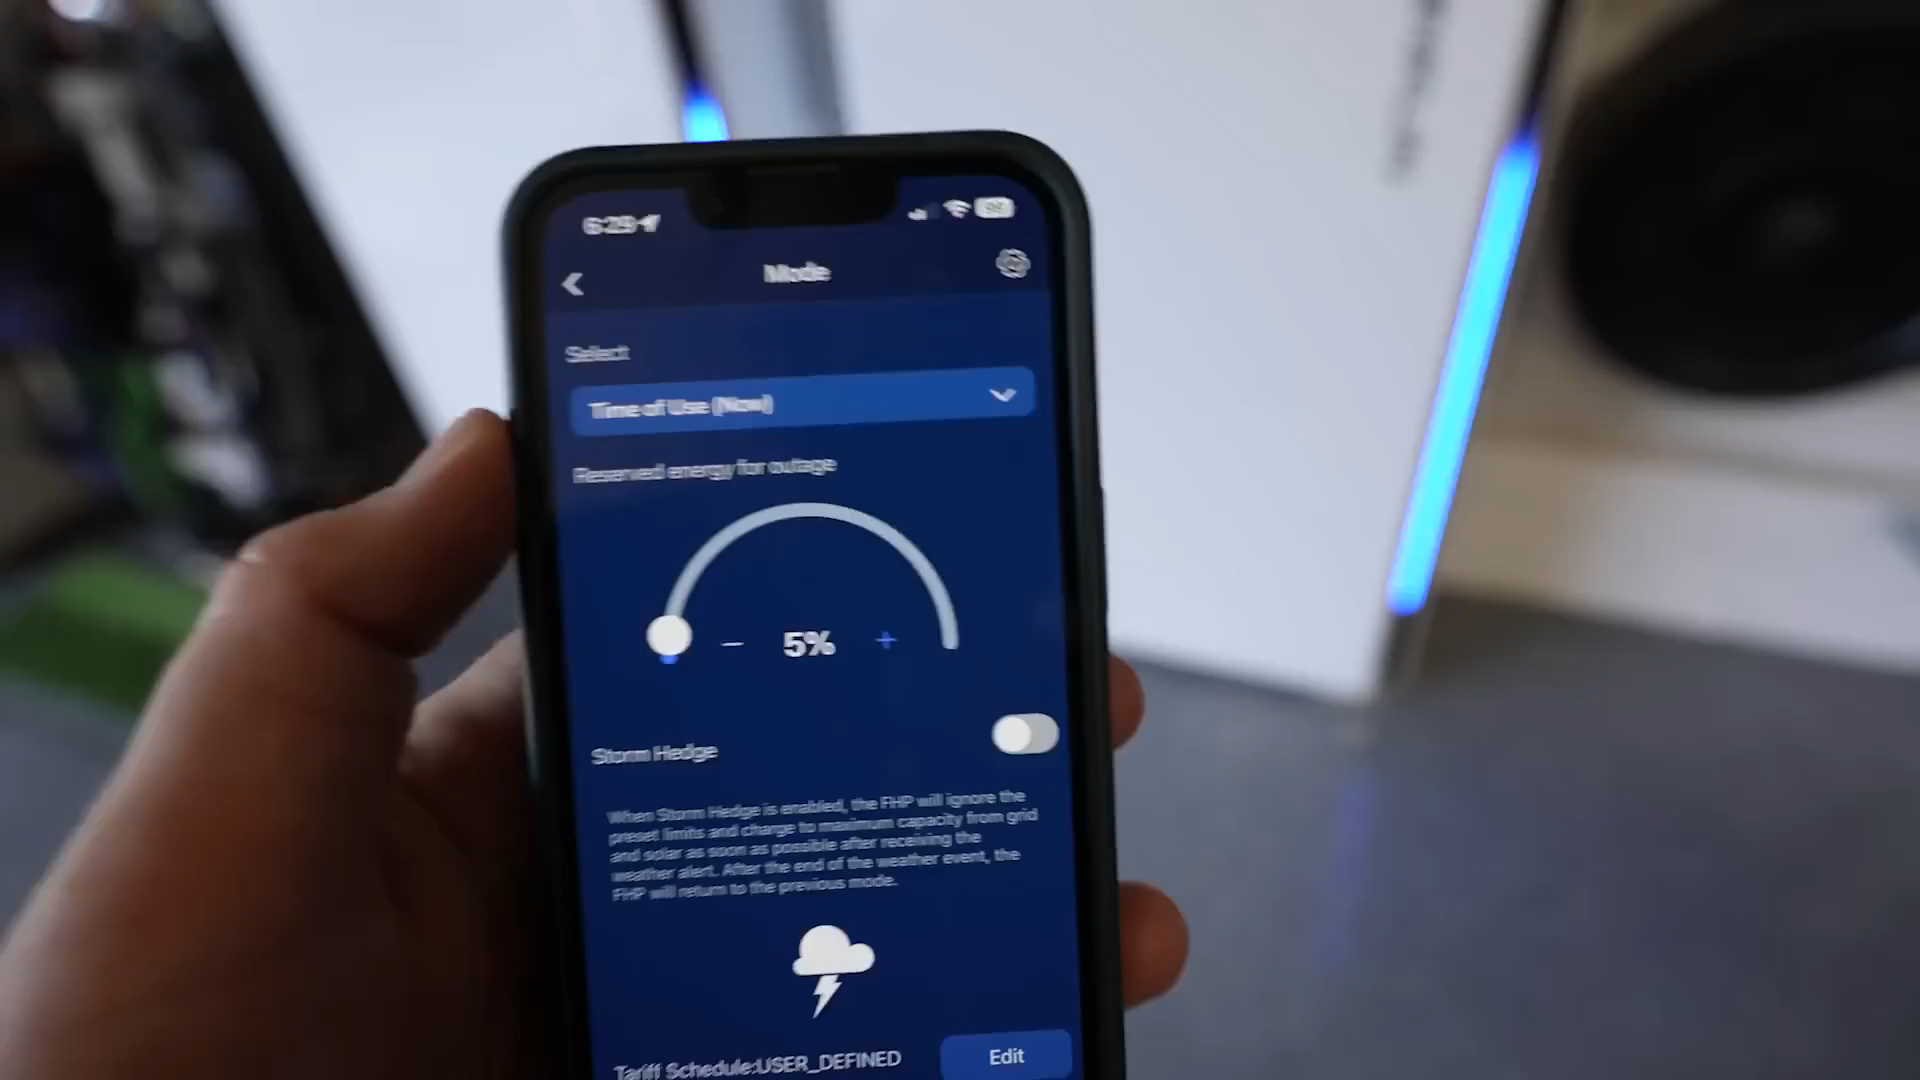 6:29
Mode
Select
Time of Use (Now)
Reserved energy for outage
5%
Storm Hedge
When Storm Hedge is enabled, the FHP will ignore the
preset limits and charge to maximum capacity from grid
and solar as soon as possible after receiving the
weather alert. After the end of the weather event, the
FHP will return to the previous mode.
Tariff Schedule:USER_DEFINED
Edit